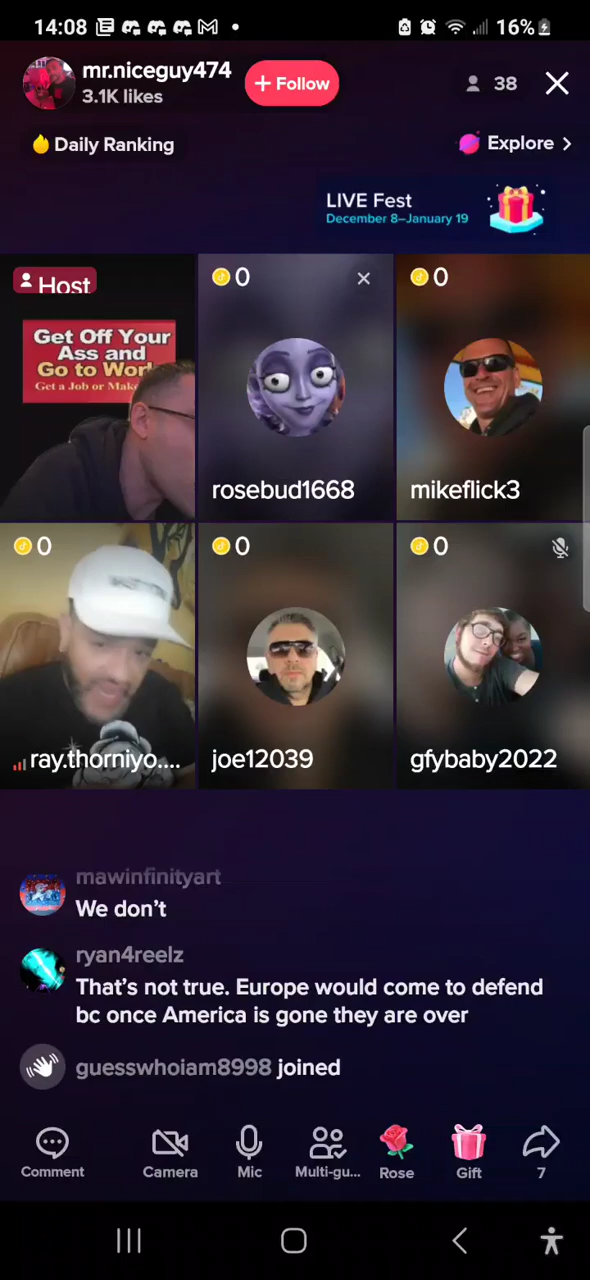 14:08
16%
mr.niceguy474
3.1K likes
+ Follow
38
Daily Ranking
Explore >
LIVE Fest
December 8–January 19
Host
Get Off Your
Ass and
Go to Work
Get a Job or
0
rosebud1668
0
mikeflick3
0
ray.thorniyo....
0
joe12039
0
gfybaby2022
mawinfinityart
We don't
ryan4reelz
That's not true. Europe would come to defend
bc once America is gone they are over
guesswhoiam8998 joined
Comment
Camera
Mic
Multi-gu...
Rose
Gift
7